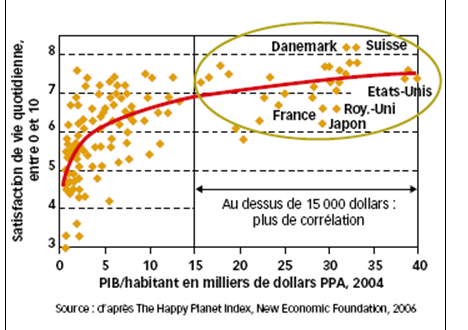 Satisfaction de vie quotidienne,
entre 0 et 10
8
7
6
5
4
3
Danemark
Suisse
Etats-Unis
France
Roy.-Uni
Japon
Au dessus de 15 000 dollars :
plus de corrélation
0
5
10
15
20
25
30
35
40
PIB/habitant en milliers de dollars PPA, 2004
Source : d'après The Happy Planet Index, New Economic Foundation, 2006